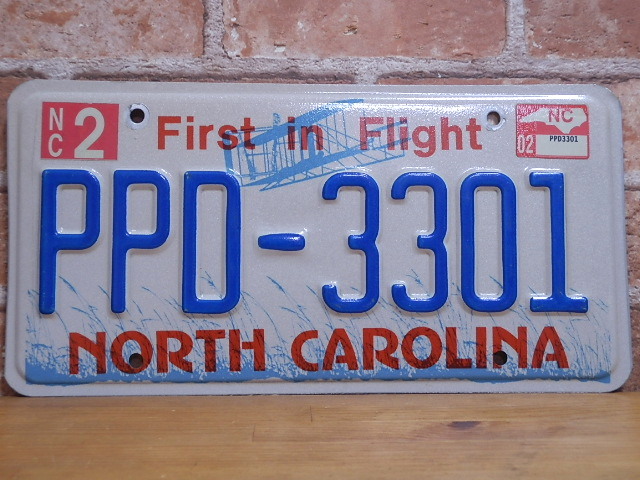 NC 2
First in Flight
NC
02
PPD3301
PPD-3301
NORTH CAROLINA